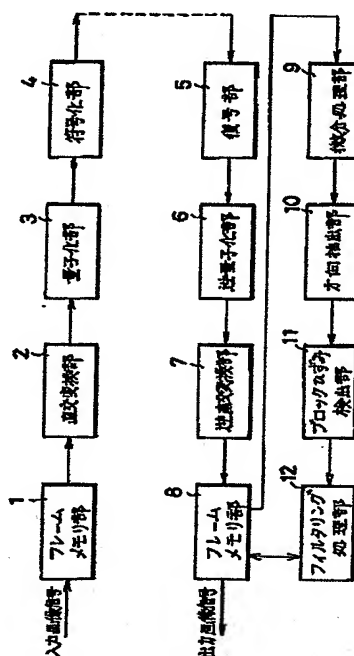 入力画像信号
1
フレーム
メモリ部
2
直交変換部
3
量子化部
4
符号化部
5
復号部
6
逆量子化部
7
逆直交変換部
8
フレーム
メモリ部
出力画像信号
9
微分処理部
10
方向検出部
11
ブロックひずみ
検出部
12
フィルタリング
処理部